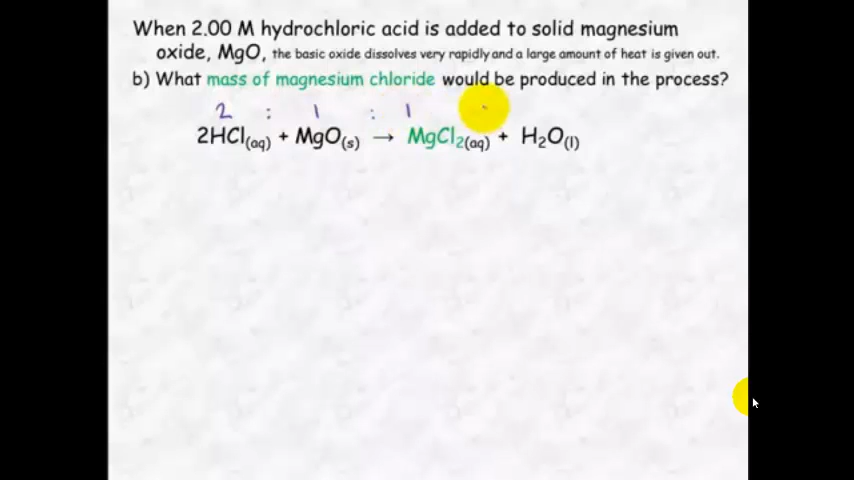 When 2.00 M hydrochloric acid is added to solid magnesium
oxide, MgO, the basic oxide dissolves very rapidly and a large amount of heat is given out.
b) What mass of magnesium chloride would be produced in the process?
2 : 1 : 1
2HCl(aq) + MgO(s) → MgCl₂(aq) + H₂O(l)